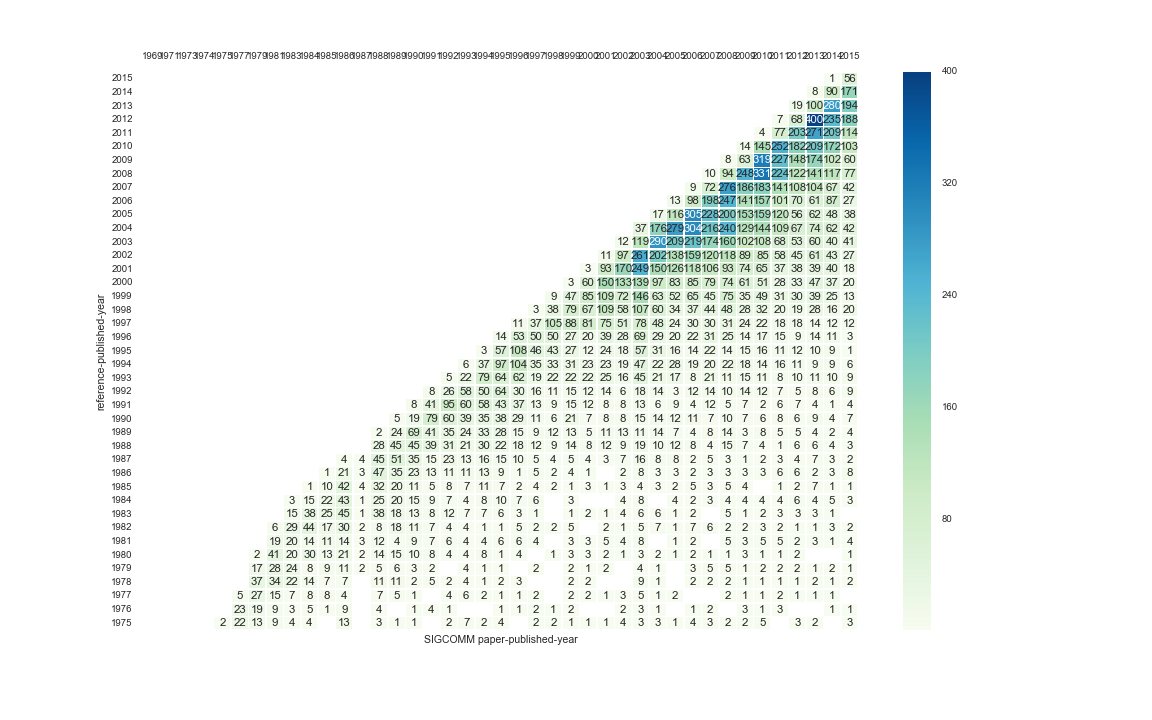 1969 1971 1973 1974 1975 1977 1979 1981 1983 1984 1985 1986 1987 1988 1989 1990 1991 1992 1993 1994 1995 1996 1997 1998 1999 2000 2001 2002 2003 2004 2005 2006 2007 2008 2009 2010 2011 2012 2013 2014 2015
2015 1 56
2014 8 90 171
2013 19 100 280 194
2012 7 68 400 235 188
2011 4 77 203 271 209 114
2010 14 145 252 182 209 172 103
2009 8 63 319 227 148 174 102 60
2008 10 94 248 331 224 122 141 117 77
2007 9 72 276 186 183 141 108 104 67 42
2006 13 98 198 247 141 157 101 70 61 87 27
2005 17 116 305 228 200 153 159 120 56 62 48 38
2004 37 176 279 304 216 240 129 144 109 67 74 62 42
2003 12 119 290 209 219 174 160 102 108 68 53 60 40 41
2002 11 97 261 202 138 159 120 118 89 85 58 45 61 43 27
2001 3 93 170 249 150 126 118 106 93 74 65 37 38 39 40 18
2000 3 60 150 133 139 97 83 85 79 74 61 51 28 33 47 37 20
1999 9 47 85 109 72 146 63 52 65 45 75 35 49 31 30 39 25 13
1998 3 38 79 67 109 58 107 60 34 37 44 48 28 32 20 19 28 16 20
1997 11 37 105 88 81 75 51 78 48 24 30 30 31 24 22 18 18 14 12 12
1996 14 53 50 50 27 20 39 28 69 29 20 22 31 25 14 17 15 9 14 11 3
1995 3 57 108 46 43 27 12 24 18 57 31 16 14 22 14 15 16 11 12 10 9 1
1994 6 37 97 104 35 33 31 23 23 19 47 22 28 19 20 22 18 14 16 11 9 9 6
1993 5 22 79 64 62 19 22 22 22 25 16 45 21 17 8 21 11 15 11 8 10 11 10 9
1992 8 26 58 50 64 30 16 11 15 12 14 6 18 14 3 12 14 10 14 12 7 5 8 6 9
1991 8 41 95 60 58 43 37 13 9 15 12 8 8 13 6 9 4 12 5 7 2 6 7 4 1 4
1990 5 19 79 60 39 35 38 29 11 6 21 7 8 8 15 14 12 11 7 10 7 6 8 6 9 4 7
1989 2 24 69 41 35 24 33 28 15 9 12 13 5 11 13 11 14 7 4 8 14 3 8 5 5 4 2 4
1988 28 45 45 39 31 21 30 22 18 12 9 14 8 12 9 19 10 12 8 4 15 7 4 1 6 6 4 3
1987 4 4 45 51 35 15 23 13 16 15 10 5 4 5 4 3 7 16 8 8 2 5 3 1 2 3 4 7 3 2
1986 1 21 3 47 35 23 13 11 11 13 9 1 5 2 4 1 2 8 3 3 2 3 3 3 3 6 6 2 3 8
1985 1 10 42 4 32 20 11 5 8 7 11 7 2 4 2 1 3 1 3 4 3 2 5 3 5 4 1 2 7 1 1
1984 3 15 22 43 1 25 20 15 9 7 4 8 10 7 6 3 4 8 4 2 3 4 4 4 4 6 4 5 3
1983 15 38 25 45 1 38 18 13 8 12 7 7 6 3 1 1 2 1 4 6 6 1 2 5 1 2 3 3 3 1
1982 6 29 44 17 30 2 8 18 11 7 4 4 1 1 5 2 2 5 2 1 5 7 1 7 6 2 2 3 2 1 1 3 2
1981 19 20 14 11 14 3 12 4 9 7 6 4 4 6 6 4 3 3 5 4 8 1 2 5 3 5 5 2 3 1 4
1980 2 41 20 30 13 21 2 14 15 10 8 4 4 8 1 4 1 3 3 2 1 3 2 1 2 1 1 3 1 1 2 1
1979 17 28 24 8 9 11 2 5 6 3 2 4 1 1 2 2 1 2 4 1 3 5 5 1 2 2 2 1 2 1
1978 37 34 22 14 7 7 11 11 2 5 2 4 1 2 3 2 2 9 1 2 2 2 1 1 1 1 2 1 2
1977 5 27 15 7 8 8 4 7 5 1 4 6 2 1 1 2 2 2 1 1 3 5 1 2 2 1 1 1 2 1 2 1
1976 23 19 9 3 5 1 9 4 1 4 1 1 1 2 1 2 2 3 1 1 2 3 1 3 1 1
1975 2 22 13 9 4 4 13 3 1 1 2 7 2 4 1 1 2 2 1 1 1 4 3 3 1 4 3 2 2 5 3 2 3
reference-published-year
SIGCOMM paper-published-year
400
320
240
160
80